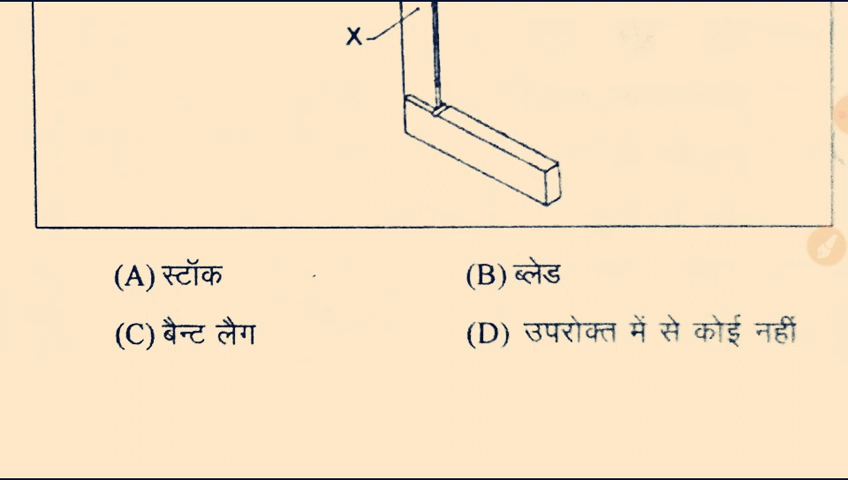 X
(A) स्टॉक (B) ब्लेड
(C) बैन्ट लैग (D) उपरोक्त में से कोई नहीं